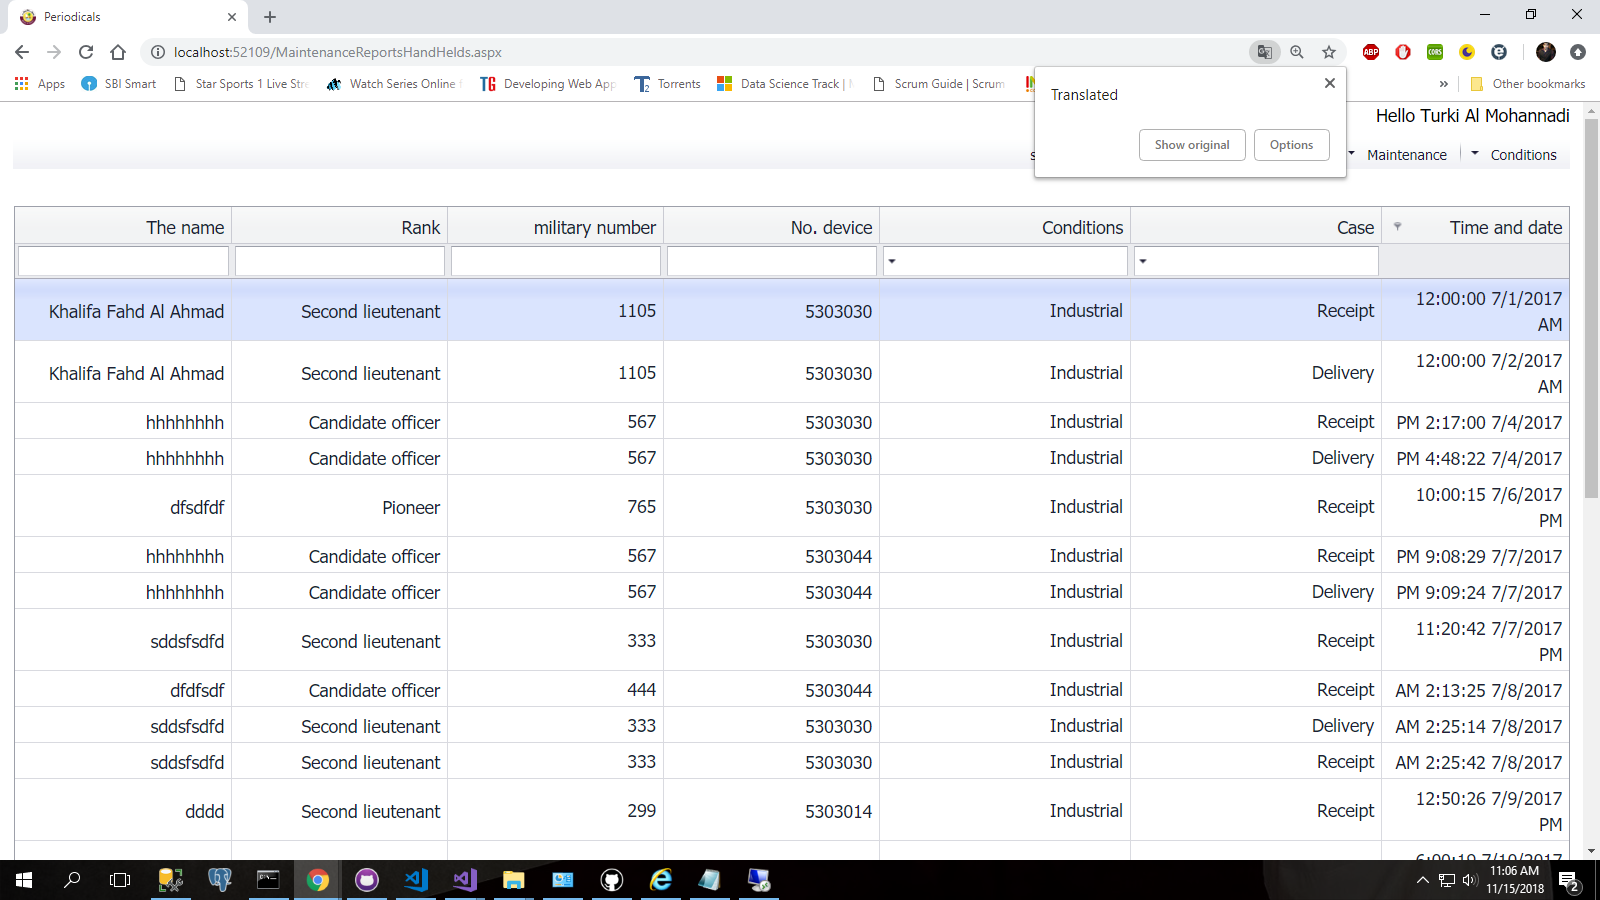 Periodicals
localhost:52109/MaintenanceReportsHandHelds.aspx
ABP
CORS
Apps
SBI Smart
Star Sports 1 Live Stre
Watch Series Online
TG Developing Web App
T2 Torrents
Data Science Track |
Scrum Guide | Scrum
»
Other bookmarks
Translated
Show original
Options
Hello Turki Al Mohannadi
Maintenance
Conditions
The name Rank military number No. device Conditions Case Time and date
Khalifa Fahd Al Ahmad Second lieutenant 1105 5303030 Industrial Receipt 12:00:00 7/1/2017
AM
Khalifa Fahd Al Ahmad Second lieutenant 1105 5303030 Industrial Delivery 12:00:00 7/2/2017
AM
hhhhhhhh Candidate officer 567 5303030 Industrial Receipt PM 2:17:00 7/4/2017
hhhhhhhh Candidate officer 567 5303030 Industrial Delivery PM 4:48:22 7/4/2017
dfsdfdf Pioneer 765 5303030 Industrial Receipt 10:00:15 7/6/2017
PM
hhhhhhhh Candidate officer 567 5303044 Industrial Receipt PM 9:08:29 7/7/2017
hhhhhhhh Candidate officer 567 5303044 Industrial Delivery PM 9:09:24 7/7/2017
sddsfsdfd Second lieutenant 333 5303030 Industrial Receipt 11:20:42 7/7/2017
PM
dfdfsdf Candidate officer 444 5303044 Industrial Receipt AM 2:13:25 7/8/2017
sddsfsdfd Second lieutenant 333 5303030 Industrial Delivery AM 2:25:14 7/8/2017
sddsfsdfd Second lieutenant 333 5303030 Industrial Receipt AM 2:25:42 7/8/2017
dddd Second lieutenant 299 5303014 Industrial Receipt 12:50:26 7/9/2017
PM
6:00:19 7/10/2017
11:06 AM
11/15/2018
2